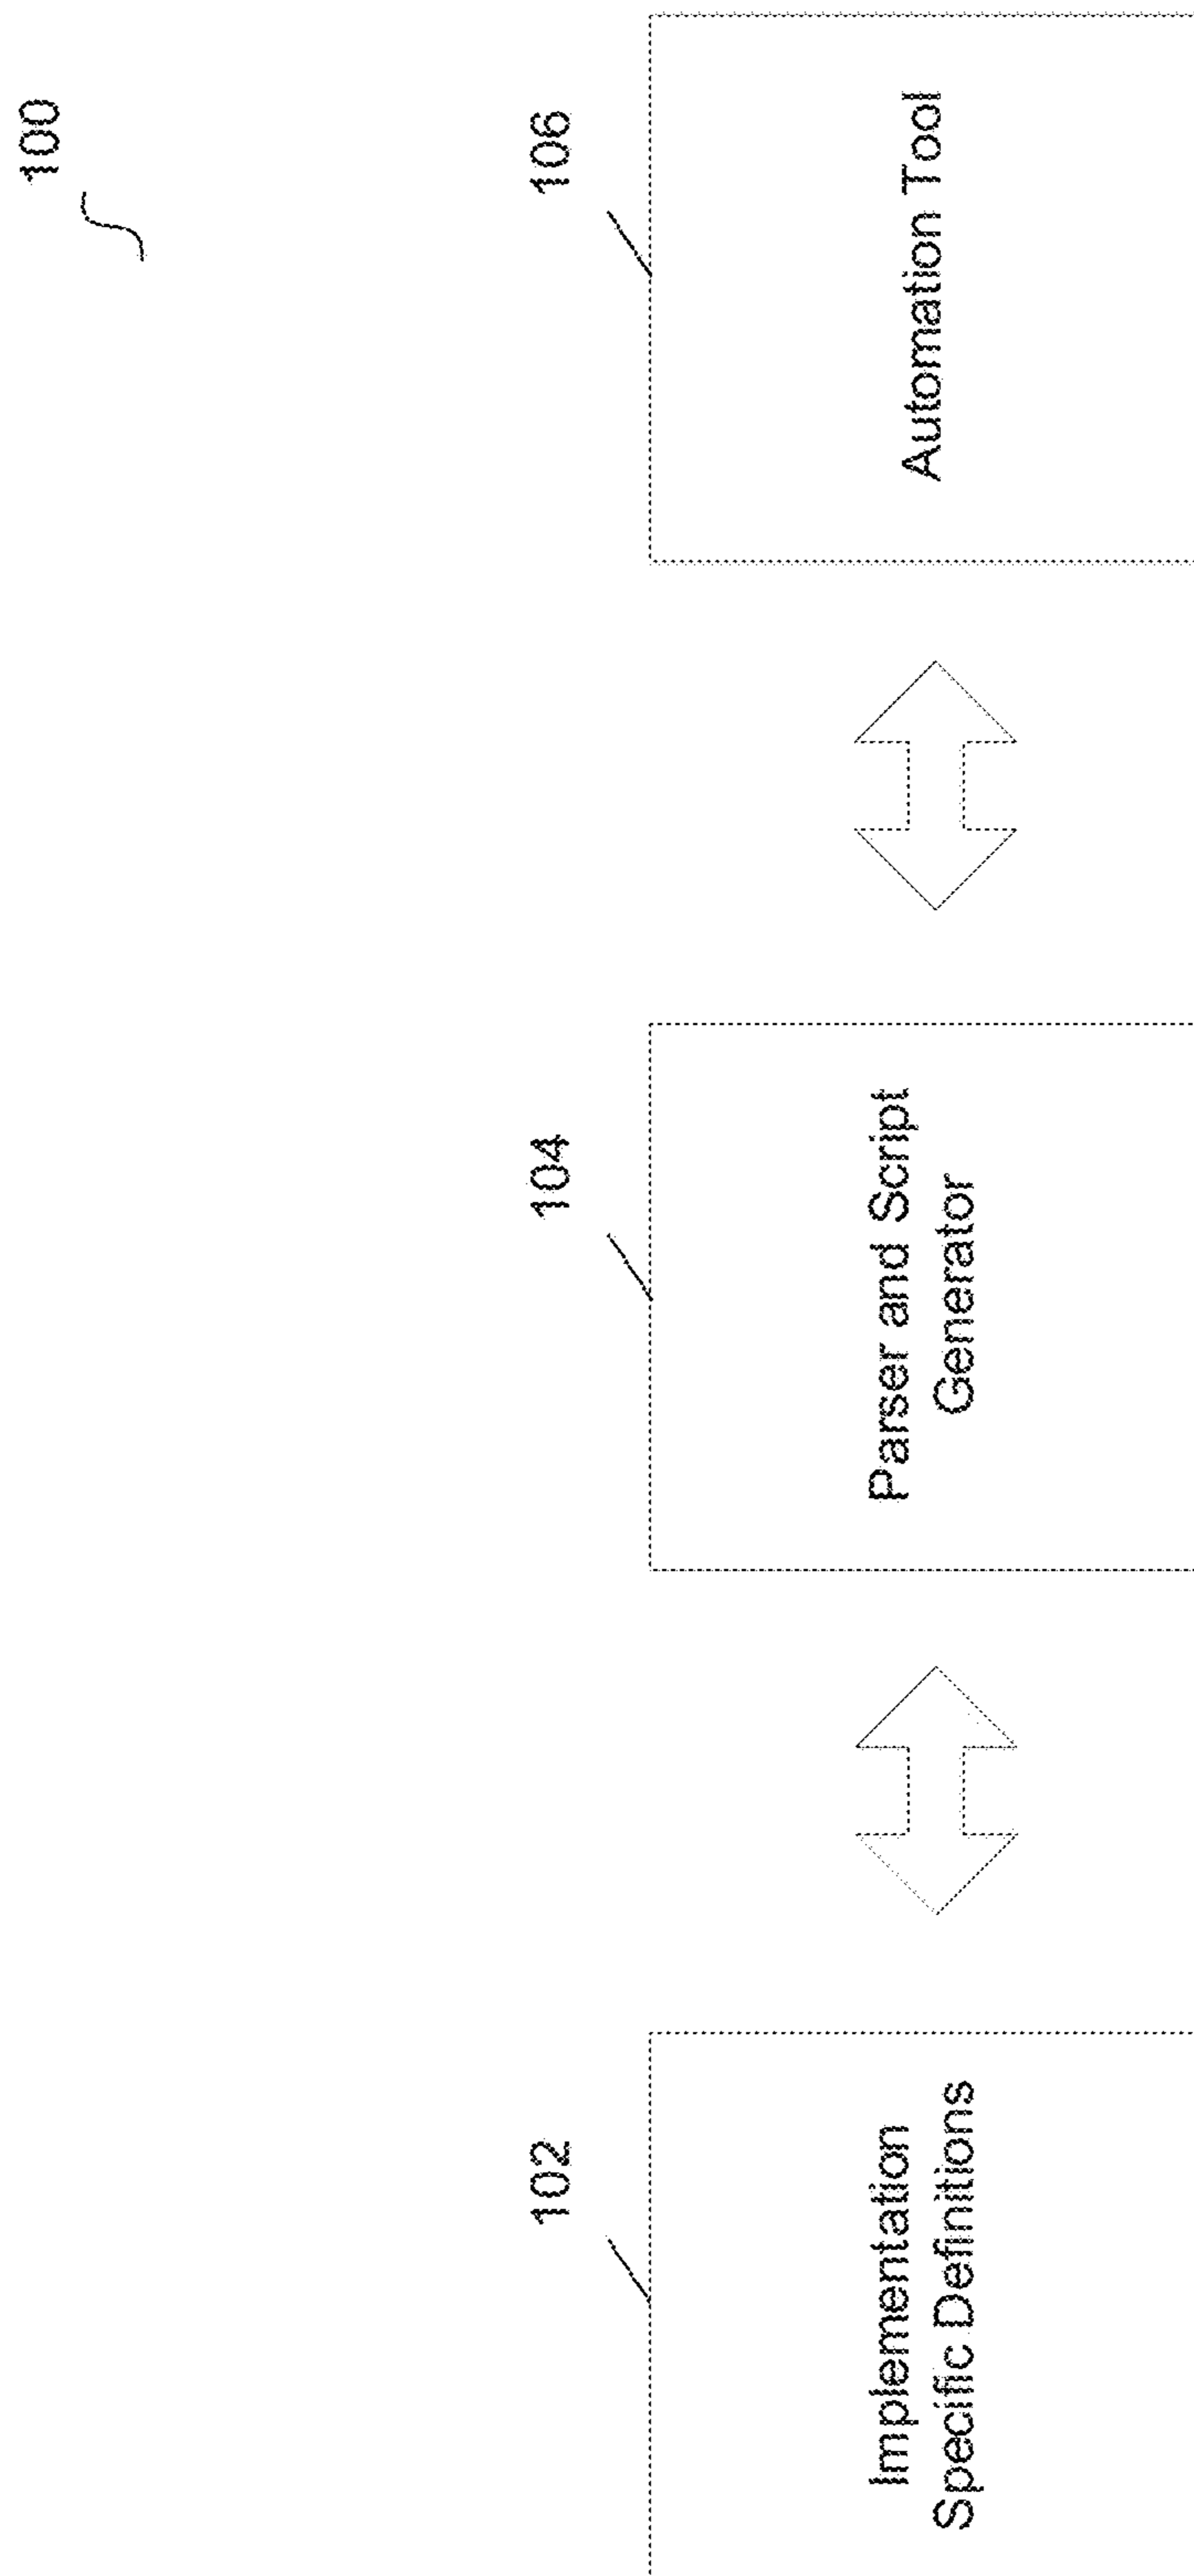 100
102
Implementation
Specific Definitions
104
Parser and Script
Generator
106
Automation Tool